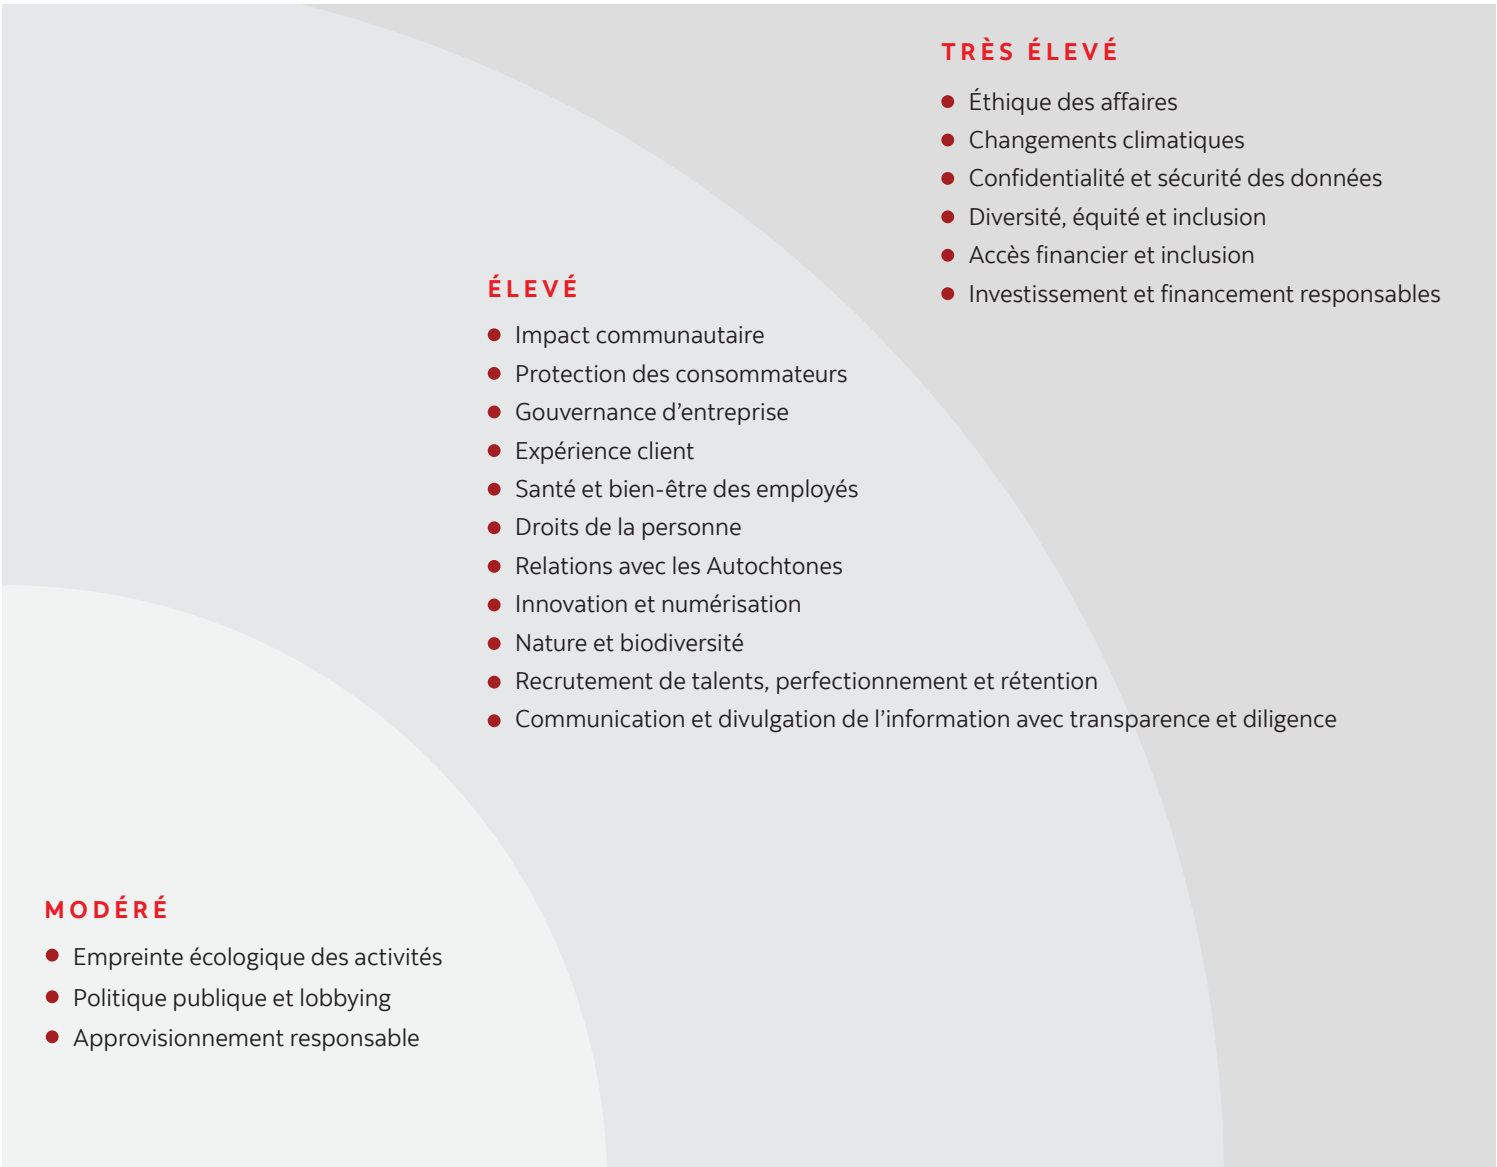 TRÈS ÉLEVÉ
Éthique des affaires
Changements climatiques
Confidentialité et sécurité des données
Diversité, équité et inclusion
Accès financier et inclusion
Investissement et financement responsables
ÉLEVÉ
Impact communautaire
Protection des consommateurs
Gouvernance d’entreprise
Expérience client
Santé et bien-être des employés
Droits de la personne
Relations avec les Autochtones
Innovation et numérisation
Nature et biodiversité
Recrutement de talents, perfectionnement et rétention
Communication et divulgation de l’information avec transparence et diligence
MODÉRÉ
Empreinte écologique des activités
Politique publique et lobbying
Approvisionnement responsable